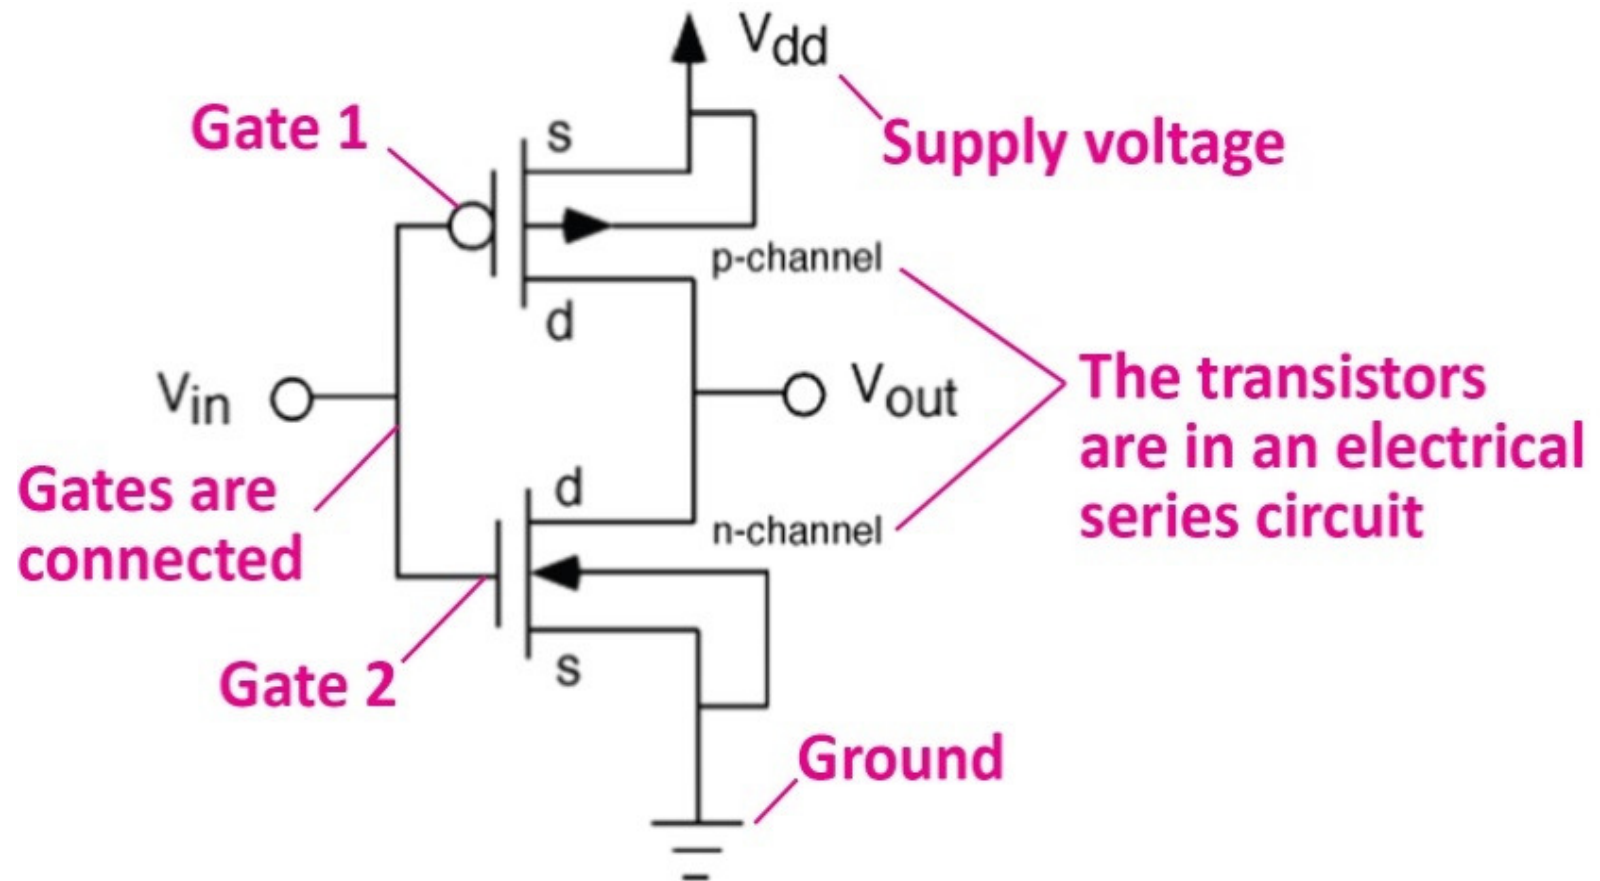 Vdd
Supply voltage
Gate 1
s
p-channel
d
Vin
Vout
The transistors
are in an electrical
series circuit
Gates are
connected
d
n-channel
Gate 2
s
Ground